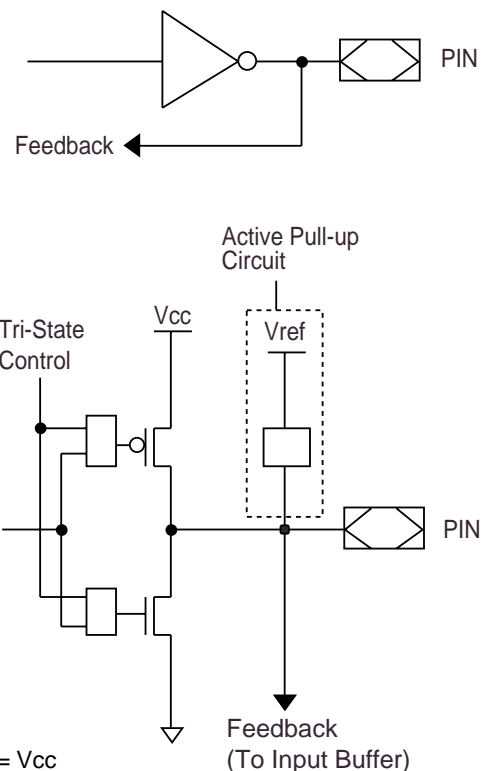 PIN
Feedback
Active Pull-up
Circuit
Tri-State
Control
Vcc
Vref
PIN
Feedback
(To Input Buffer)
= Vcc